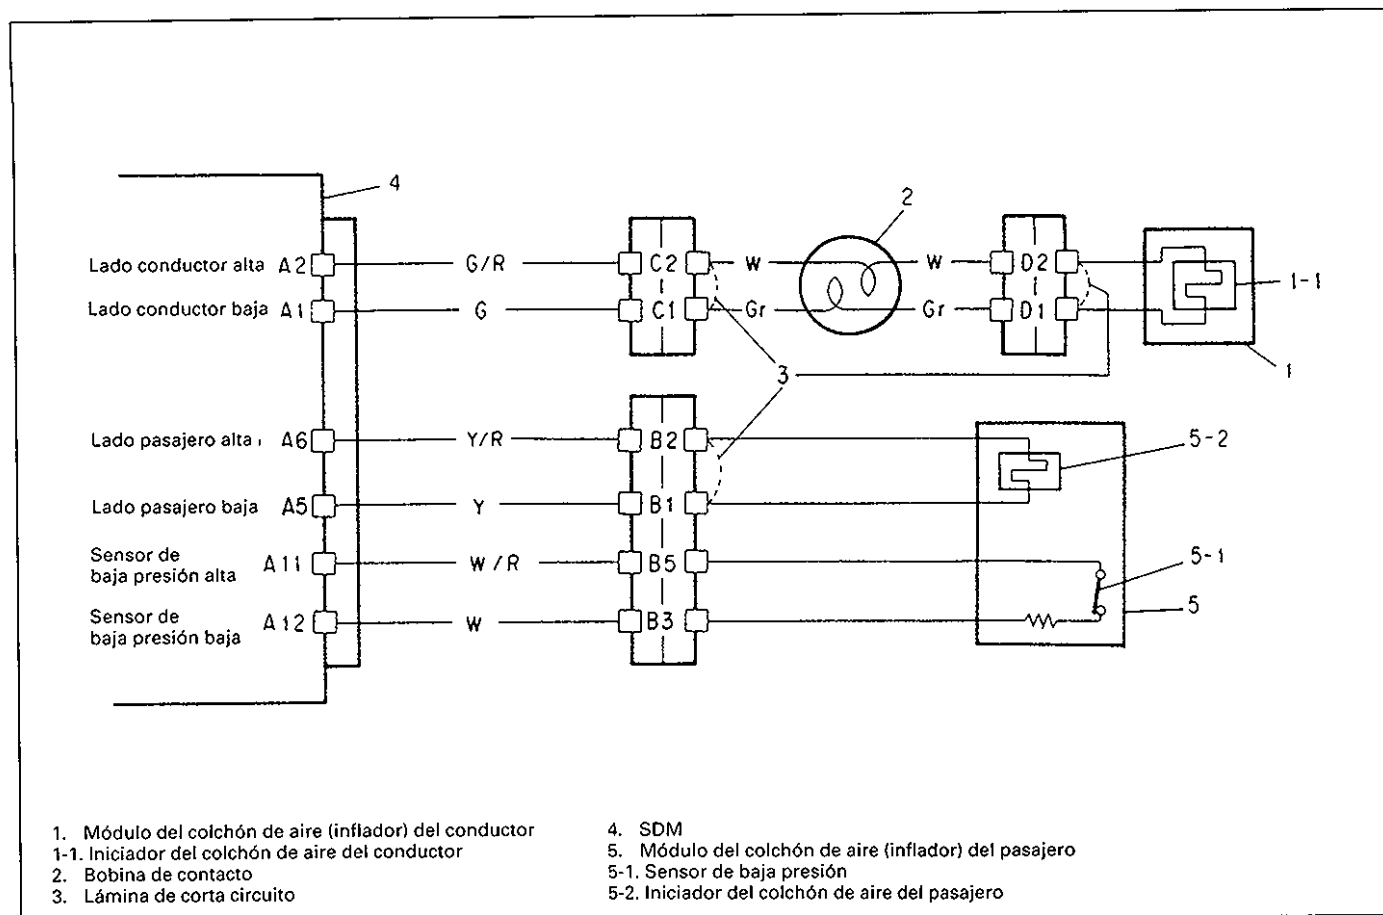 4
2
Lado conductor alta A2 G/R C2 W W D2
1-1
Lado conductor baja A1 G C1 Gr Gr D1
3
1
Lado pasajero alta A6 Y/R B2
5-2
Lado pasajero baja A5 Y B1
Sensor de
baja presión alta A11 W/R B5
5-1
5
Sensor de
baja presión baja A12 W B3
1. Módulo del colchón de aire (inflador) del conductor
1-1. Iniciador del colchón de aire del conductor
2. Bobina de contacto
3. Lámina de corta circuito
4. SDM
5. Módulo del colchón de aire (inflador) del pasajero
5-1. Sensor de baja presión
5-2. Iniciador del colchón de aire del pasajero